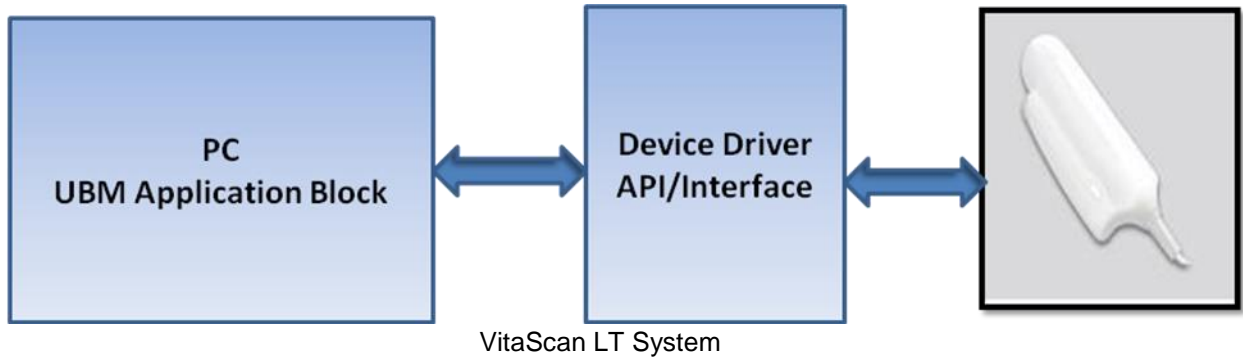 PC
UBM Application Block
Device Driver
API/Interface
VitaScan LT System